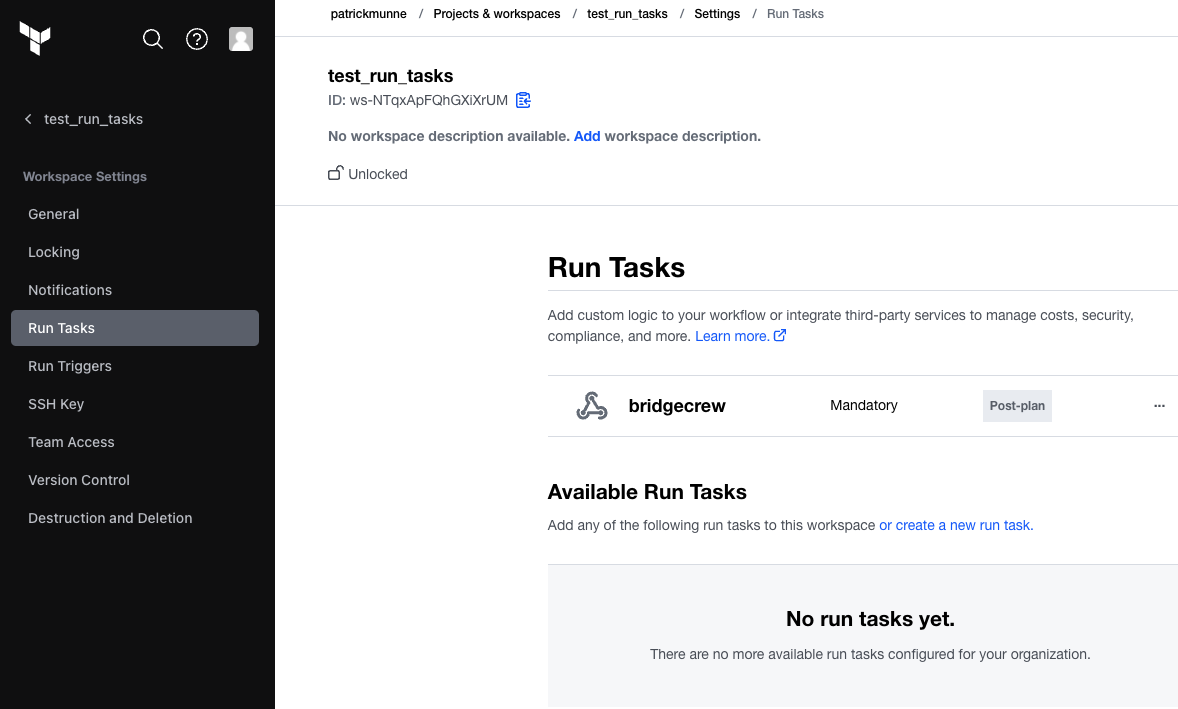 patrickmunne / Projects & workspaces / test_run_tasks / Settings / Run Tasks
test_run_tasks
Workspace Settings
General
Locking
Notifications
Run Tasks
Run Triggers
SSH Key
Team Access
Version Control
Destruction and Deletion
test_run_tasks
ID: ws-NTqxApFQhGXiXrUM
No workspace description available. Add workspace description.
Unlocked
Run Tasks
Add custom logic to your workflow or integrate third-party services to manage costs, security,
compliance, and more. Learn more.
bridgecrew Mandatory Post-plan ...
Available Run Tasks
Add any of the following run tasks to this workspace or create a new run task.
No run tasks yet.
There are no more available run tasks configured for your organization.